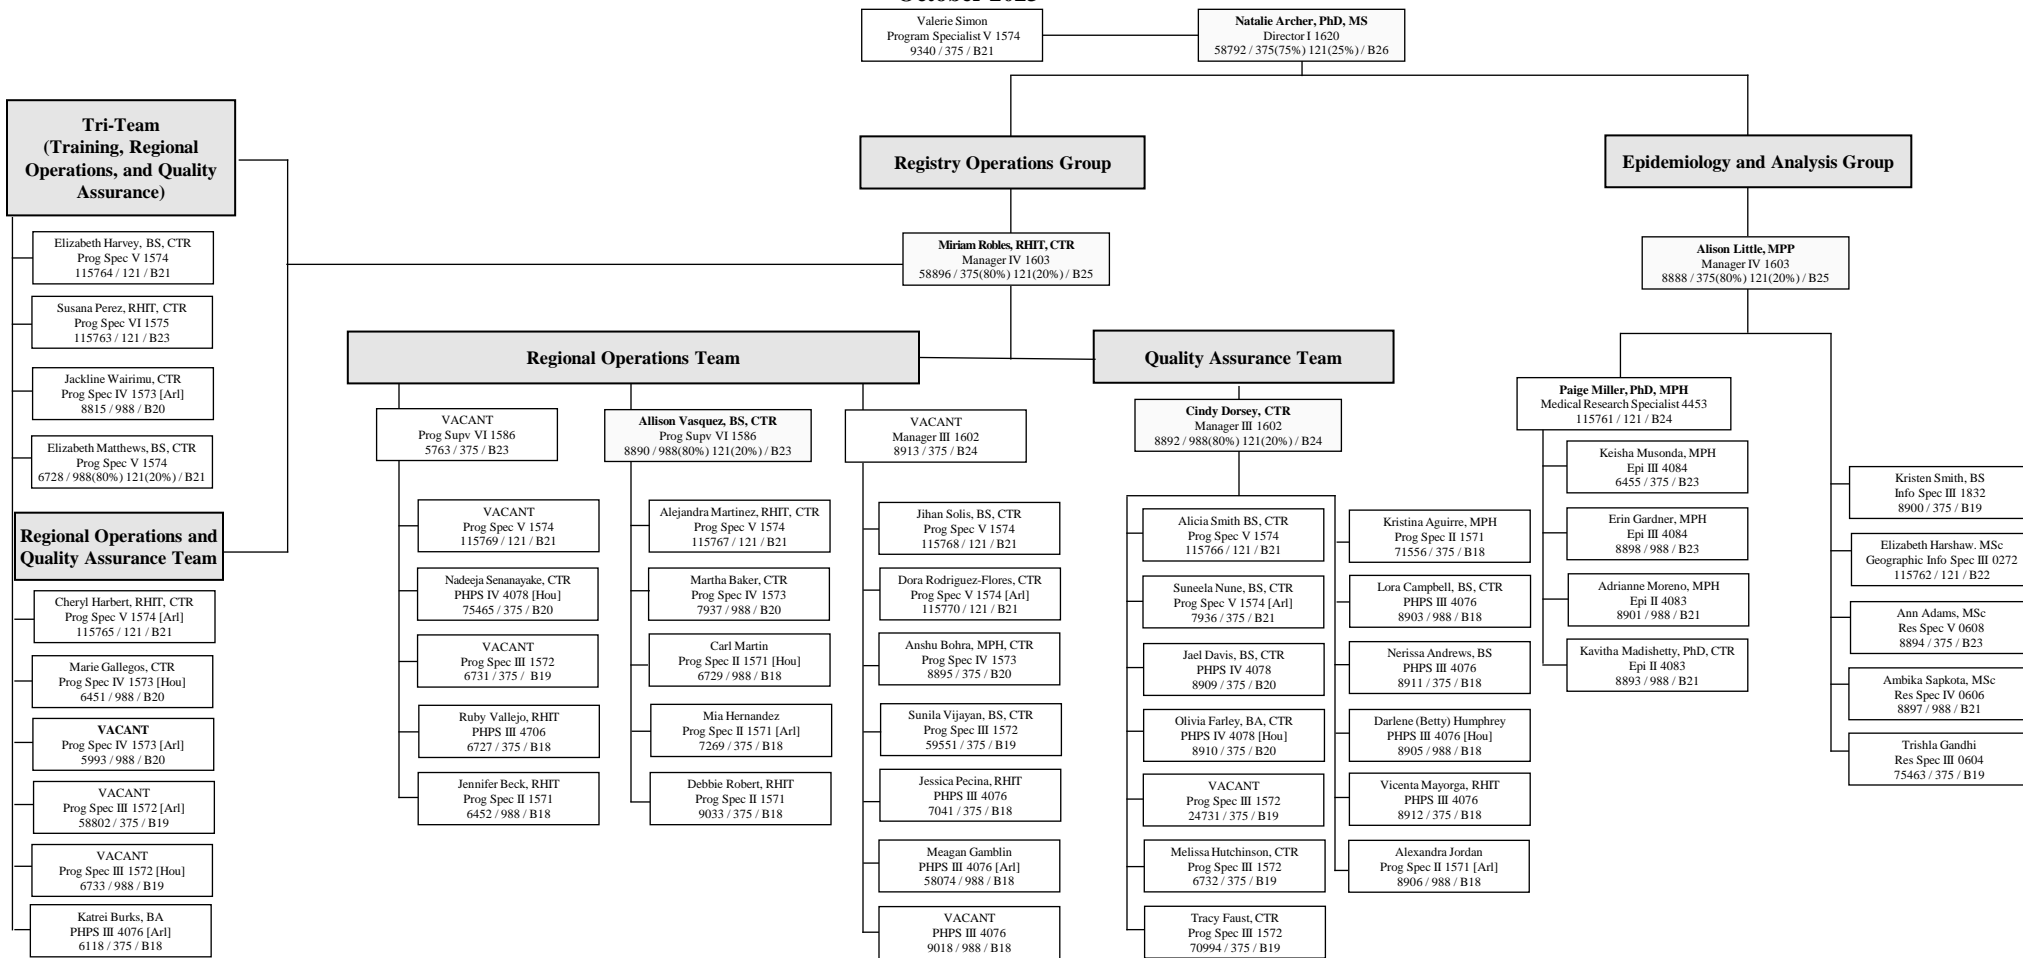 October 2023
Valerie Simon
Program Specialist V 1574
9340 / 375 / B21
Natalie Archer, PhD, MS
Director I 1620
58792 / 375(75%) 121(25%) / B26
Tri-Team
(Training, Regional
Operations, and Quality
Assurance)
Registry Operations Group
Epidemiology and Analysis Group
Elizabeth Harvey, BS, CTR
Prog Spec V 1574
115764 / 121 / B21
Susana Perez, RHIT, CTR
Prog Spec VI 1575
115763 / 121 / B23
Jackline Wairimu, CTR
Prog Spec IV 1573 [Arl]
8815 / 988 / B20
Elizabeth Matthews, BS, CTR
Prog Spec V 1574
6728 / 988(80%) 121(20%) / B21
Regional Operations and
Quality Assurance Team
Cheryl Harbert, RHIT, CTR
Prog Spec V 1574 [Arl]
115765 / 121 / B21
Marie Gallegos, CTR
Prog Spec IV 1573 [Hou]
6451 / 988 / B20
VACANT
Prog Spec IV 1573 [Arl]
5993 / 988 / B20
VACANT
Prog Spec III 1572 [Arl]
58802 / 375 / B19
VACANT
Prog Spec III 1572 [Hou]
6733 / 988 / B19
Katrei Burks, BA
PHPS III 4076 [Arl]
6118 / 375 / B18
Miriam Robles, RHIT, CTR
Manager IV 1603
58896 / 375(80%) 121(20%) / B25
Regional Operations Team
Quality Assurance Team
VACANT
Prog Supv VI 1586
5763 / 375 / B23
VACANT
Prog Spec V 1574
115769 / 121 / B21
Nadeeja Senanayake, CTR
PHPS IV 4078 [Hou]
75465 / 375 / B20
VACANT
Prog Spec III 1572
6731 / 375 / B19
Ruby Vallejo, RHIT
PHPS III 4706
6727 / 375 / B18
Jennifer Beck, RHIT
Prog Spec II 1571
6452 / 988 / B18
Allison Vasquez, BS, CTR
Prog Supv VI 1586
8890 / 988(80%) 121(20%) / B23
Alejandra Martinez, RHIT, CTR
Prog Spec V 1574
115767 / 121 / B21
Martha Baker, CTR
Prog Spec IV 1573
7937 / 988 / B20
Carl Martin
Prog Spec II 1571 [Hou]
6729 / 988 / B18
Mia Hernandez
Prog Spec II 1571 [Arl]
7269 / 375 / B18
Debbie Robert, RHIT
Prog Spec II 1571
9033 / 375 / B18
VACANT
Manager III 1602
8913 / 375 / B24
Jihan Solis, BS, CTR
Prog Spec V 1574
115768 / 121 / B21
Dora Rodriguez-Flores, CTR
Prog Spec V 1574 [Arl]
115770 / 121 / B21
Anshu Bohra, MPH, CTR
Prog Spec IV 1573
8895 / 375 / B20
Sunila Vijayan, BS, CTR
Prog Spec III 1572
59551 / 375 / B19
Jessica Pecina, RHIT
PHPS III 4076
7041 / 375 / B18
Meagan Gamblin
PHPS III 4076 [Arl]
58074 / 988 / B18
VACANT
PHPS III 4076
9018 / 988 / B18
Cindy Dorsey, CTR
Manager III 1602
8892 / 988(80%) 121(20%) / B24
Alicia Smith BS, CTR
Prog Spec V 1574
115766 / 121 / B21
Suneela Nune, BS, CTR
Prog Spec V 1574 [Arl]
7936 / 375 / B21
Jael Davis, BS, CTR
PHPS IV 4078
8909 / 375 / B20
Olivia Farley, BA, CTR
PHPS IV 4078 [Hou]
8910 / 375 / B20
VACANT
Prog Spec III 1572
24731 / 375 / B19
Melissa Hutchinson, CTR
Prog Spec III 1572
6732 / 375 / B19
Tracy Faust, CTR
Prog Spec III 1572
70994 / 375 / B19
Kristina Aguirre, MPH
Prog Spec II 1571
71556 / 375 / B18
Lora Campbell, BS, CTR
PHPS III 4076
8903 / 988 / B18
Nerissa Andrews, BS
PHPS III 4076
8911 / 375 / B18
Darlene (Betty) Humphrey
PHPS III 4076 [Hou]
8905 / 988 / B18
Vicenta Mayorga, RHIT
PHPS III 4076
8912 / 375 / B18
Alexandra Jordan
Prog Spec II 1571 [Arl]
8906 / 988 / B18
Alison Little, MPP
Manager IV 1603
8888 / 375(80%) 121(20%) / B25
Paige Miller, PhD, MPH
Medical Research Specialist 4453
115761 / 121 / B24
Keisha Musonda, MPH
Epi III 4084
6455 / 375 / B23
Erin Gardner, MPH
Epi III 4084
8898 / 988 / B23
Adrianne Moreno, MPH
Epi II 4083
8901 / 988 / B21
Kavitha Madishetty, PhD, CTR
Epi II 4083
8893 / 988 / B21
Kristen Smith, BS
Info Spec III 1832
8900 / 375 / B19
Elizabeth Harshaw. MSc
Geographic Info Spec III 0272
115762 / 121 / B22
Ann Adams, MSc
Res Spec V 0608
8894 / 375 / B23
Ambika Sapkota, MSc
Res Spec IV 0606
8897 / 988 / B21
Trishla Gandhi
Res Spec III 0604
75463 / 375 / B19